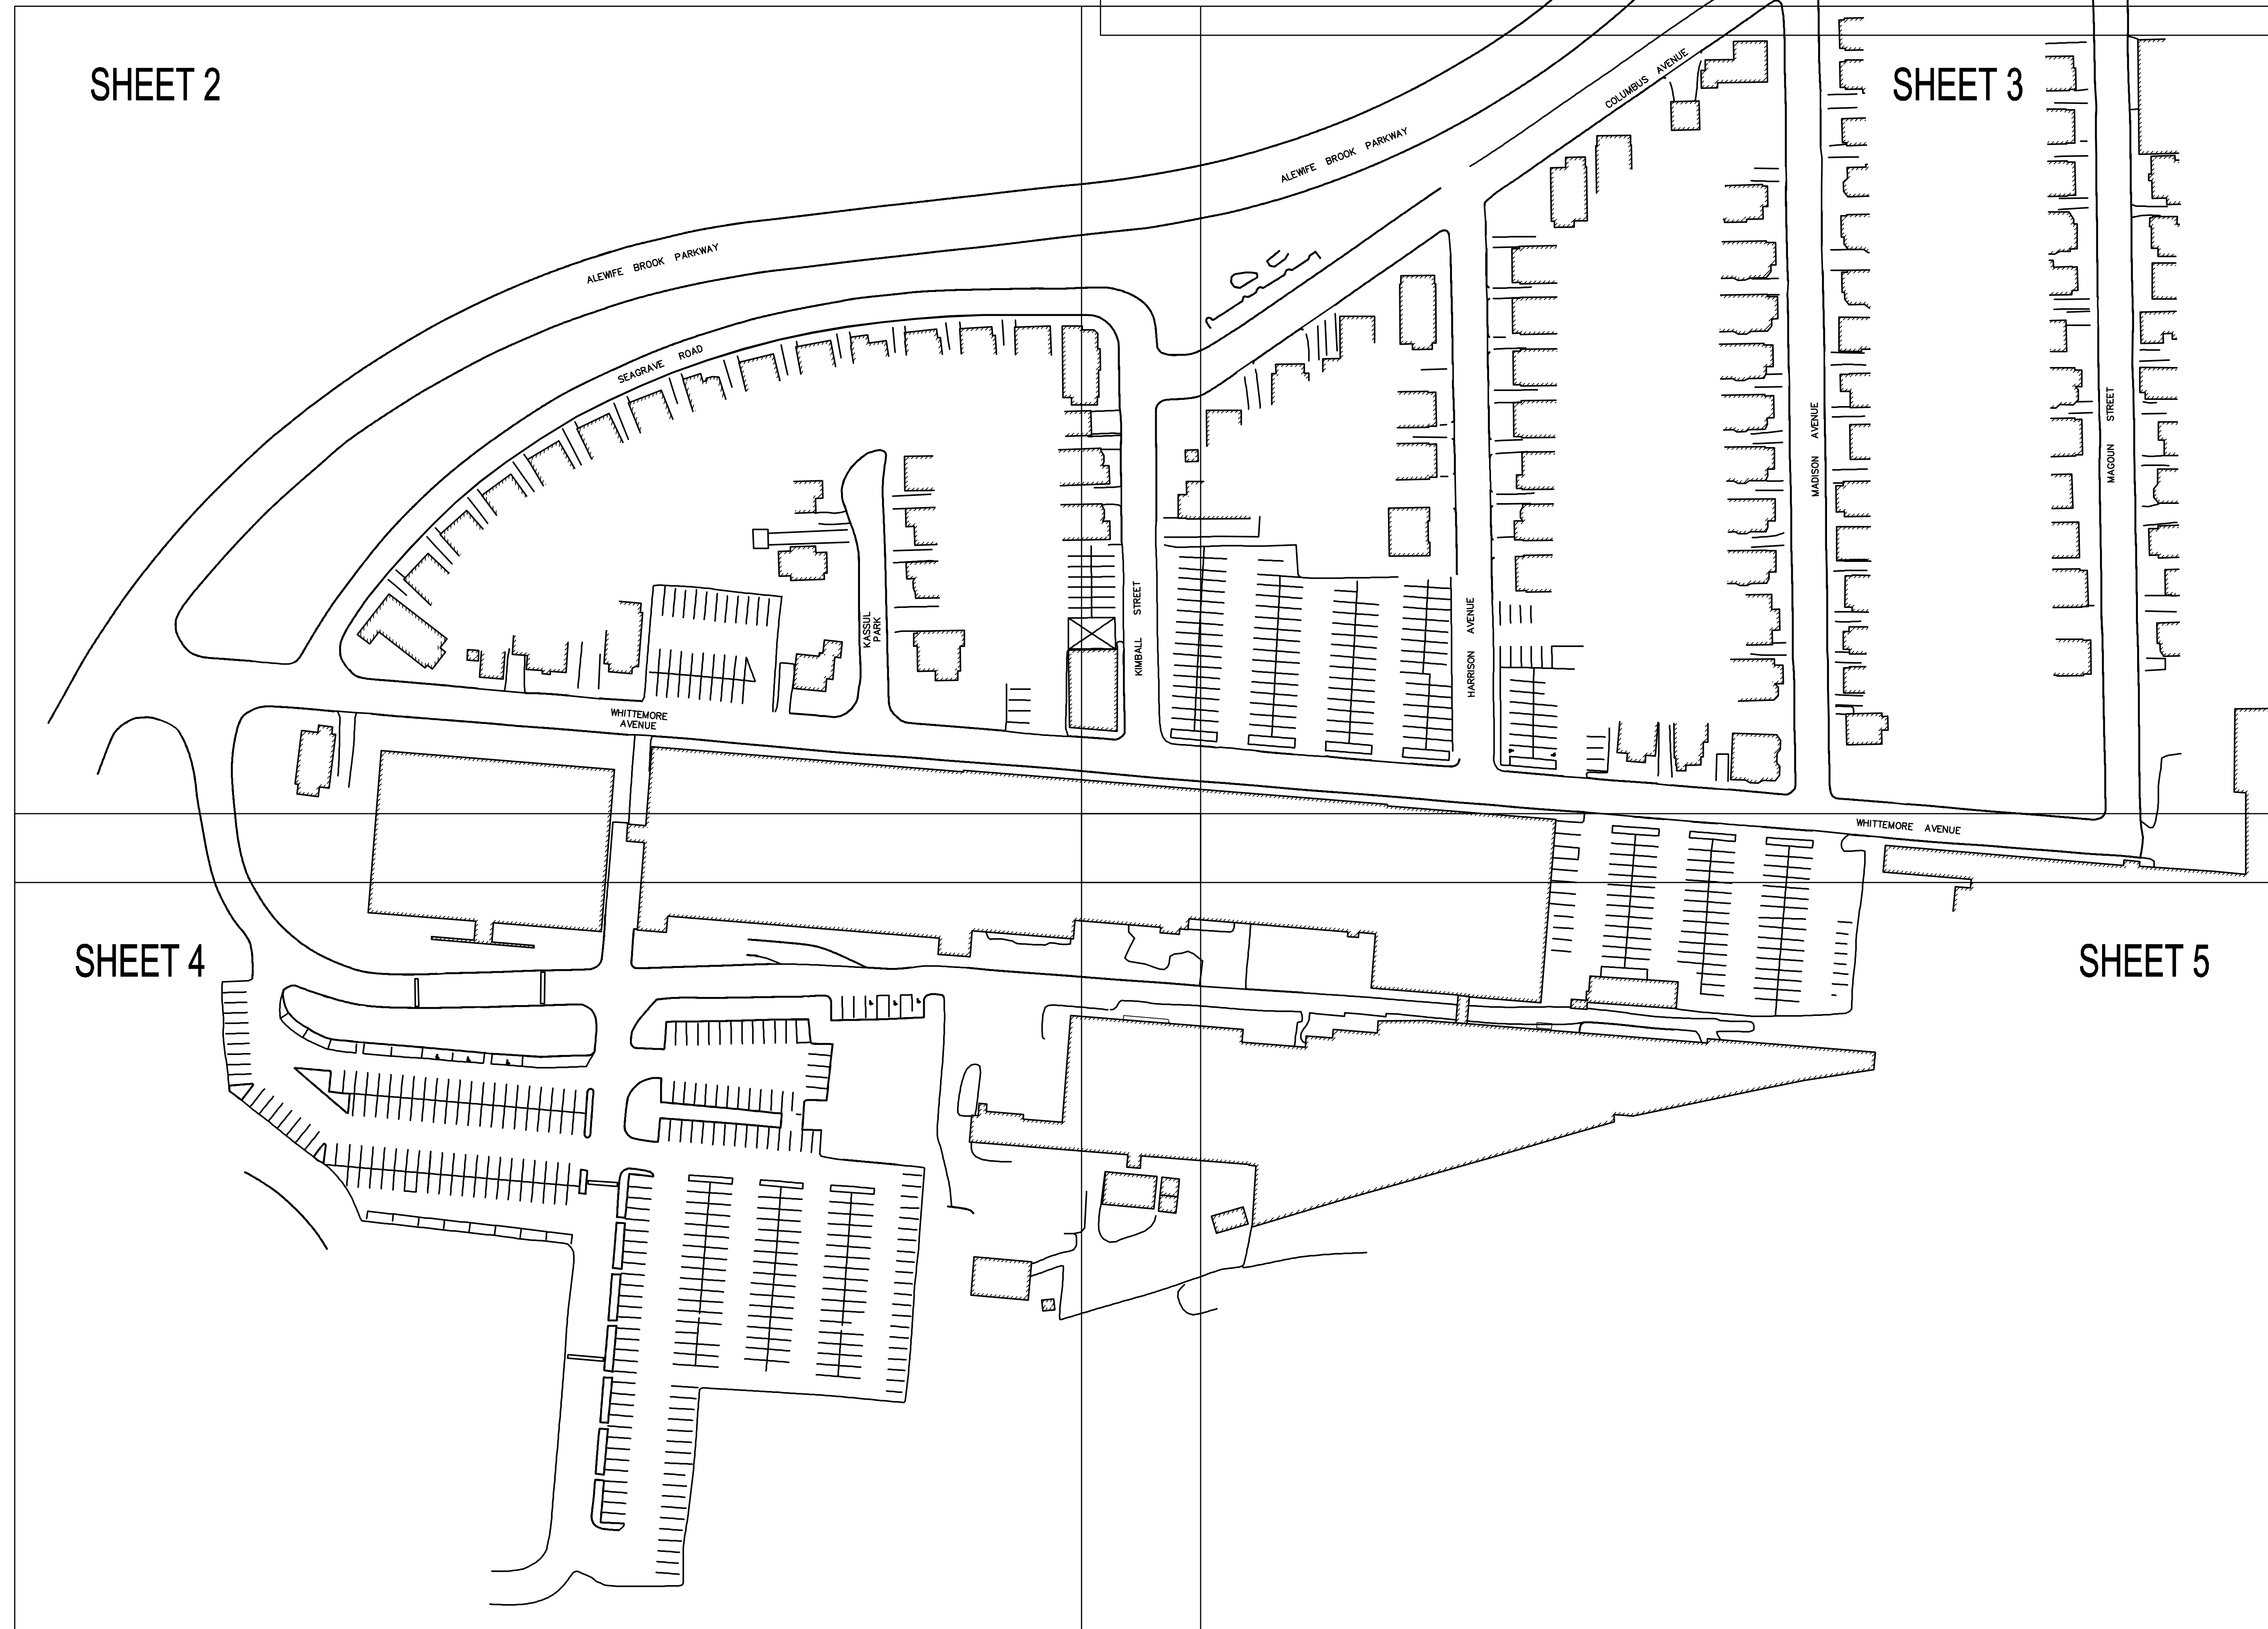 SHEET 2
SHEET 3
COLUMBUS AVENUE
ALEWIFE BROOK PARKWAY
ALEWIFE BROOK PARKWAY
SEAGRAVE ROAD
MADISON AVENUE
MAGOUN STREET
KASSUL
PARK
KIMBALL STREET
HARRISON AVENUE
WHITTEMORE
AVENUE
WHITTEMORE AVENUE
SHEET 4
SHEET 5